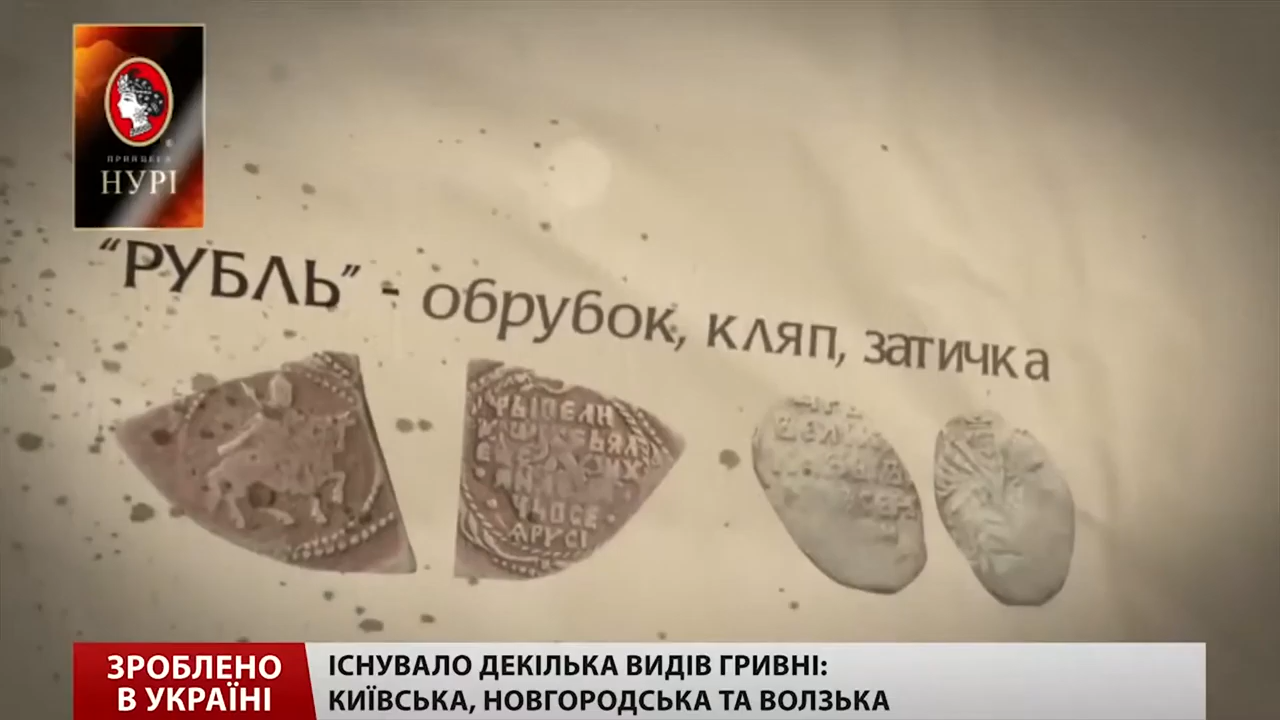 ПРИНЦЕСА
НУРІ
“РУБЛЬ” - обрубок, кляп, затичка
ЗРОБЛЕНО
В УКРАЇНІ
ІСНУВАЛО ДЕКІЛЬКА ВИДІВ ГРИВНІ:
КИЇВСЬКА, НОВГОРОДСЬКА ТА ВОЛЗЬКА